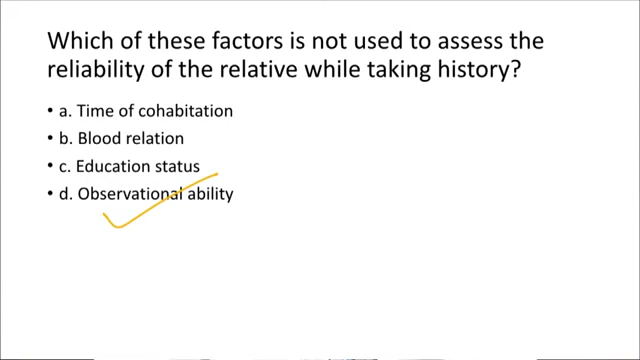 Which of these factors is not used to assess the
reliability of the relative while taking history?
• a. Time of cohabitation
• b. Blood relation
• c. Education status
• d. Observational ability